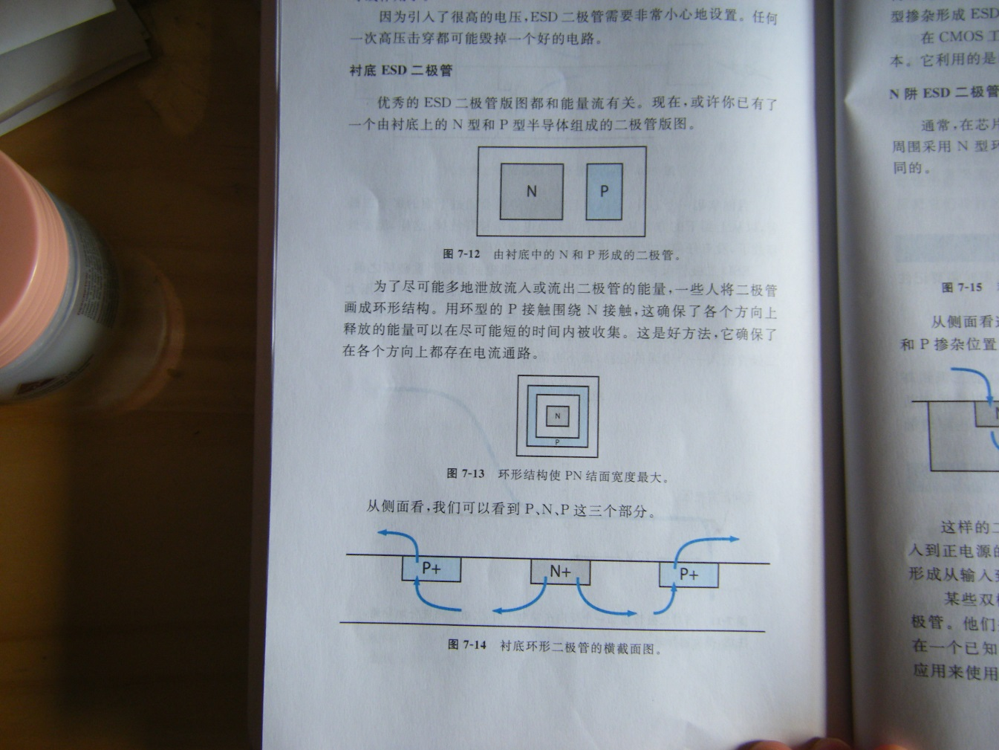 因为引入了很高的电压,ESD 二极管需要非常小心地设置。任何
一次高压击穿都可能毁掉一个好的电路。
衬底 ESD 二极管
优秀的 ESD 二极管版图都和能量流有关。现在,或许你已有了
一个由衬底上的 N 型和 P 型半导体组成的二极管版图。
N P
图 7-12 由衬底中的 N 和 P 形成的二极管。
为了尽可能多地泄放流入或流出二极管的能量,一些人将二极管
画成环形结构。用环型的 P 接触围绕 N 接触,这确保了各个方向上
释放的能量可以在尽可能短的时间内被收集。这是好方法,它确保了
在各个方向上都存在电流通路。
N
P
图 7-13 环形结构使 PN 结面宽度最大。
从侧面看,我们可以看到 P、N、P 这三个部分。
P+ N+ P+
图 7-14 衬底环形二极管的横截面图。
型掺杂形成 ESD
在 CMOS
本。它利用的是
N 阱 ESD 二极管
通常,在芯片
周围采用 N 型环
同的。
图 7-15
从侧面看
和 P 掺杂位置
N
这样的二
入到正电源的
形成从输入到
某些双
极管。他们
在一个已知
应用来使用